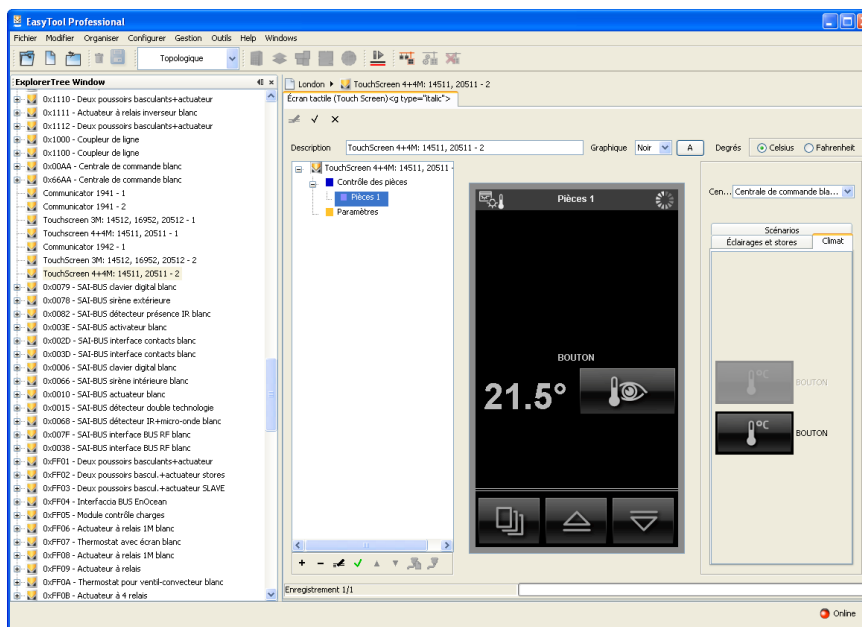 EasyTool Professional
Fichier Modifier Organiser Configurer Gestion Outils Help Windows
Topologique
ExplorerTree Window
0x1110 - Deux poussoirs basculants+actuateur
0x1111 - Actuateur à relais inverseur blanc
0x1112 - Deux poussoirs basculants+actuateur
0x1000 - Coupleur de ligne
0x1100 - Coupleur de ligne
0x00AA - Centrale de commande blanc
0x66AA - Centrale de commande blanc
Communicator 1941 - 1
Communicator 1941 - 2
Touchscreen 3M: 14512, 16952, 20512 - 1
Touchscreen 4+4M: 14511, 20511 - 1
Communicator 1942 - 1
TouchScreen 3M: 14512, 16952, 20512 - 2
TouchScreen 4+4M: 14511, 20511 - 2
0x0079 - SAI-BUS clavier digital blanc
0x0078 - SAI-BUS sirène extérieure
0x0082 - SAI-BUS détecteur présence IR blanc
0x003E - SAI-BUS activateur blanc
0x002D - SAI-BUS interface contacts blanc
0x003D - SAI-BUS interface contacts blanc
0x0006 - SAI-BUS clavier digital blanc
0x0066 - SAI-BUS sirène intérieure blanc
0x0010 - SAI-BUS actuateur blanc
0x0015 - SAI-BUS détecteur double technologie
0x0068 - SAI-BUS détecteur IR+micro-onde blanc
0x007F - SAI-BUS interface BUS RF blanc
0x0038 - SAI-BUS interface BUS RF blanc
0xFF01 - Deux poussoirs basculants+actuateur
0xFF02 - Deux poussoirs bascul.+actuateur stores
0xFF03 - Deux poussoirs bascul.+actuateur SLAVE
0xFF04 - Interfaccia BUS EnOcean
0xFF05 - Module contrôle charges
0xFF06 - Actuateur à relais 1M blanc
0xFF07 - Thermostat avec écran blanc
0xFF08 - Actuateur à relais 1M blanc
0xFF09 - Actuateur à relais
0xFF0A - Thermostat pour ventil-convecteur blanc
0xFF0B - Actuateur à 4 relais
London TouchScreen 4+4M: 14511, 20511 - 2
Écran tactile (Touch Screen)<g type="italic">
Description TouchScreen 4+4M: 14511, 20511 - 2 Graphique Noir A Degrés Celsius Fahrenheit
TouchScreen 4+4M: 14511, 20511 -
Contrôle des pièces
Pièces 1
Paramètres
Pièces 1
BOUTON
21.5°
Cen... Centrale de commande bla...
Scénarios
Éclairages et stores Climat
°C
BOUTON
°C
BOUTON
Enregistrement 1/1
Online